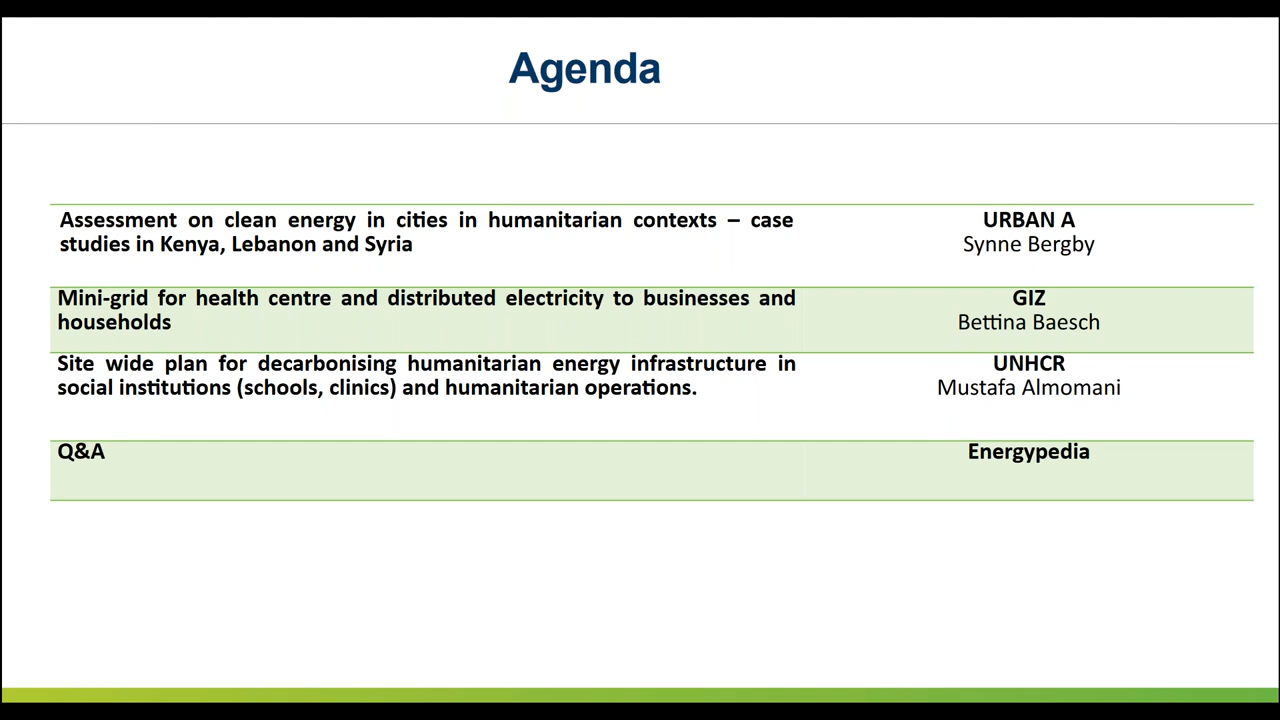 Agenda
Assessment on clean energy in cities in humanitarian contexts – case
studies in Kenya, Lebanon and Syria
URBAN A
Synne Bergby
Mini-grid for health centre and distributed electricity to businesses and
households
GIZ
Bettina Baesch
Site wide plan for decarbonising humanitarian energy infrastructure in
social institutions (schools, clinics) and humanitarian operations.
UNHCR
Mustafa Almomani
Q&A
Energypedia